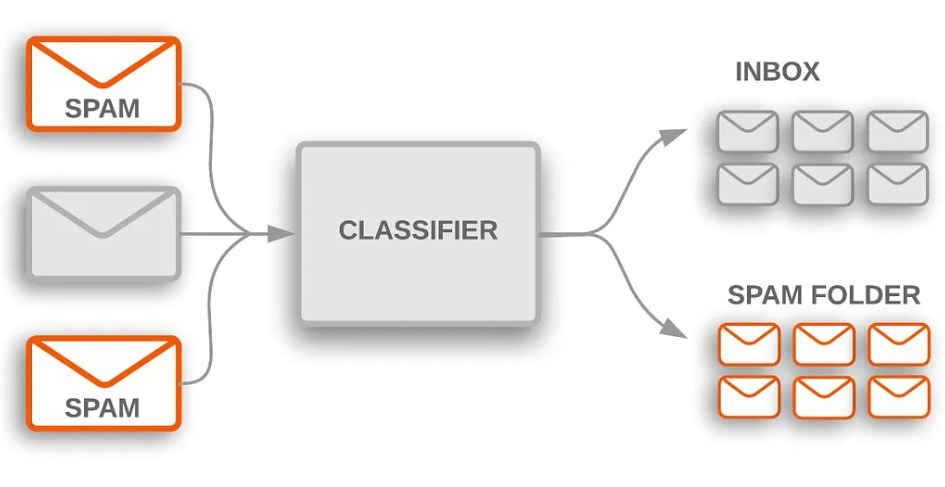 SPAM
SPAM
CLASSIFIER
INBOX
SPAM FOLDER